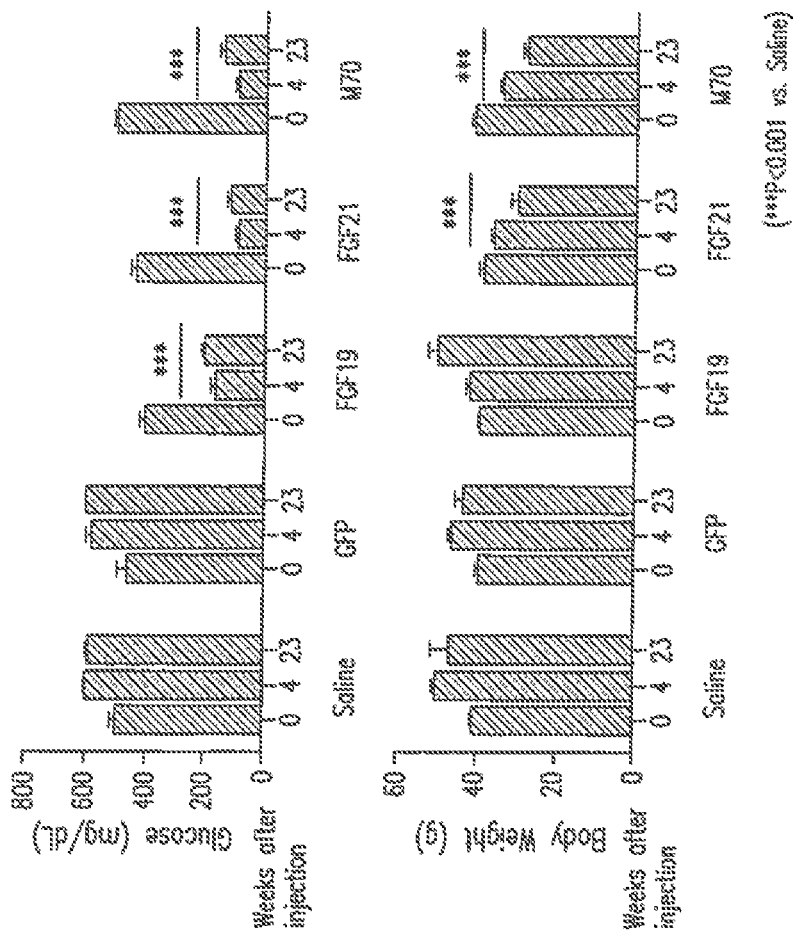 Glucose (mg/dL)
800
600
400
200
0
***
***
***
Weeks after
injection
0 4 23
0 4 23
0 4 23
0 4 23
0 4 23
Saline GFP FGF19 FGF21 M70
Body Weight (g)
60
40
20
0
***
***
Weeks after
injection
0 4 23
0 4 23
0 4 23
0 4 23
0 4 23
Saline GFP FGF19 FGF21 M70
(***P<0.001 vs. Saline)